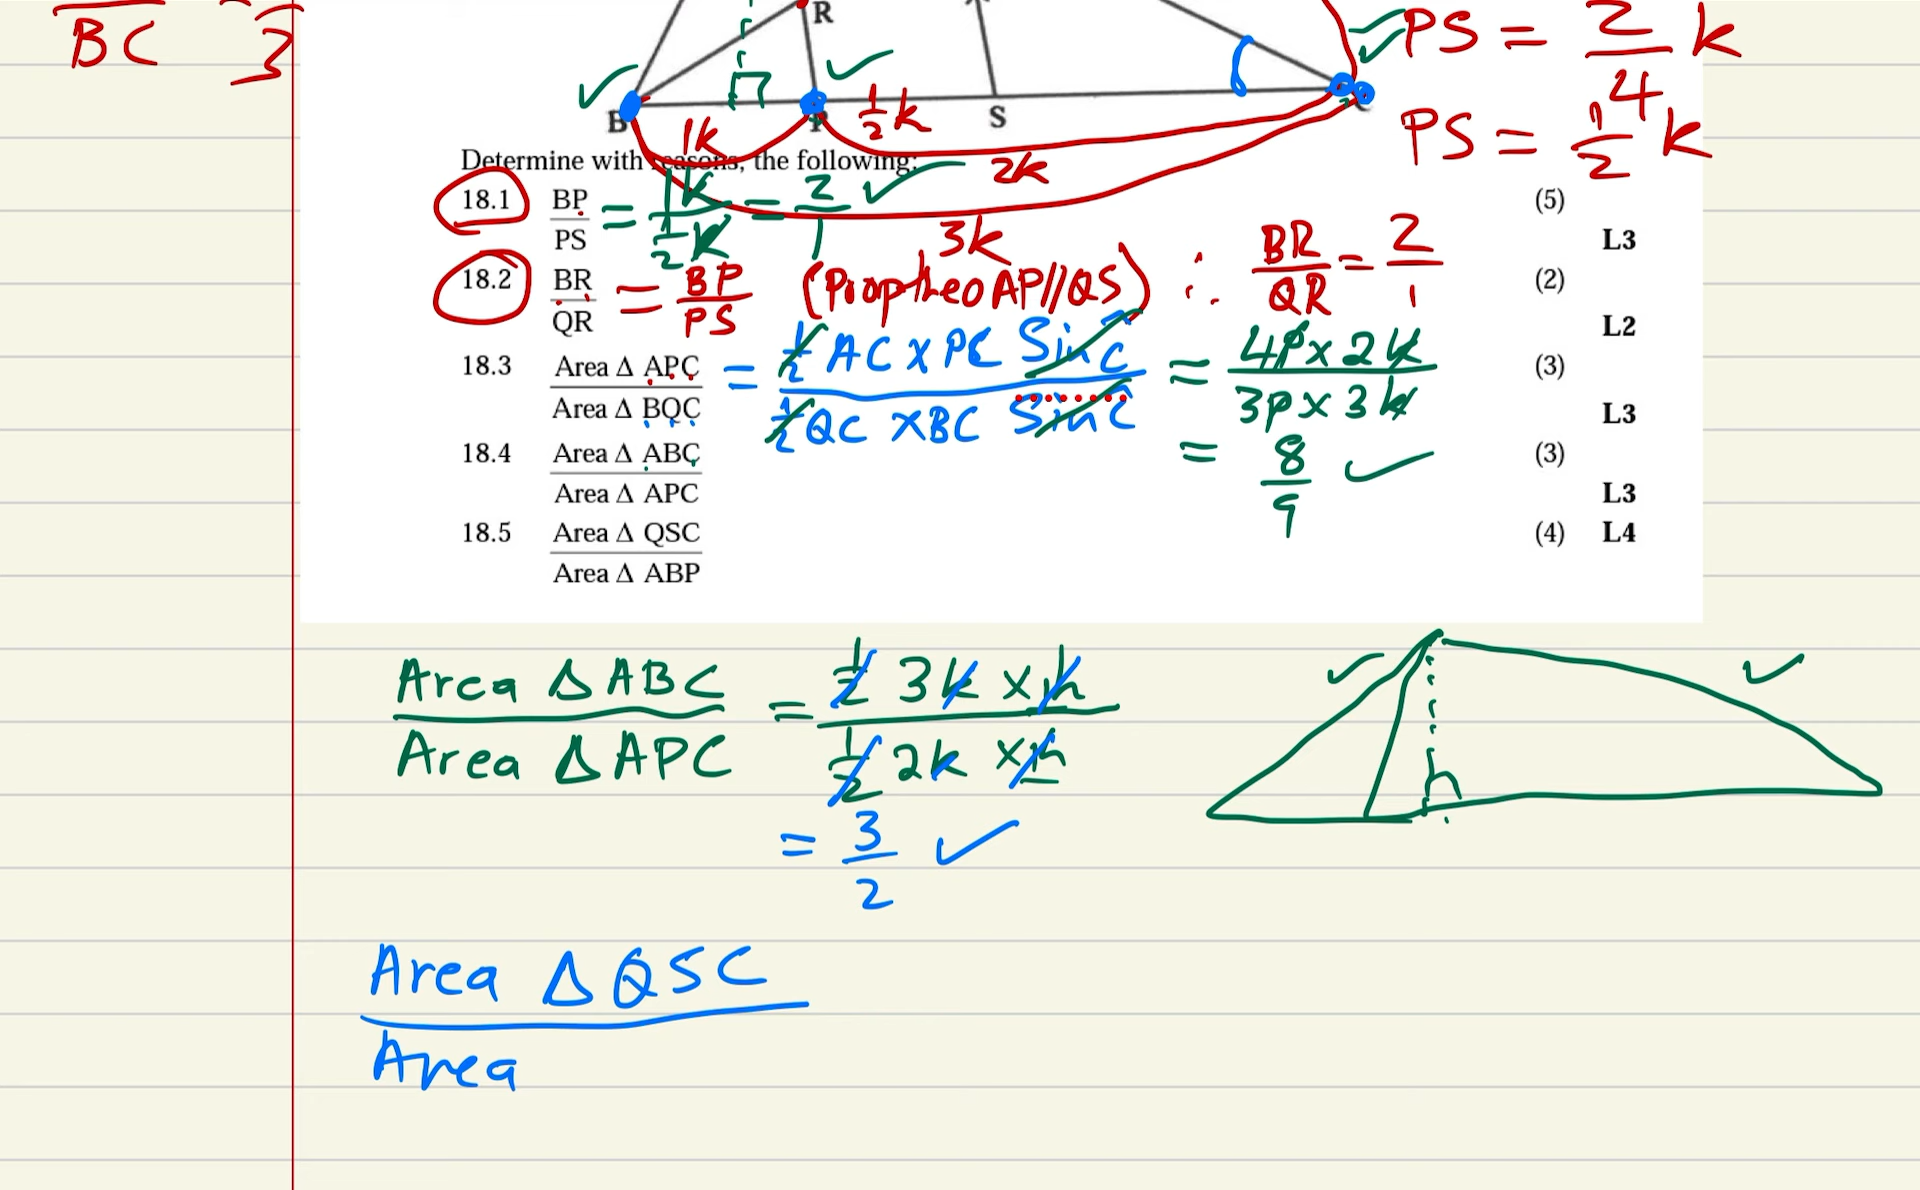 BC 3
R
PS = 2/4 k
B P S
1k 1/2 k
PS = 1/2 k
Determine with reasons, the following:
2k
18.1 BP/PS = 1k / 1/2 k = 2/1 (5)
3k
L3
18.2 BR/QR = BP/PS (Prop theo AP//QS) ∴ BR/QR = 2/1 (2)
L2
18.3 Area Δ APC / Area Δ BQC = 1/2 AC × PC Sin C / 1/2 QC × BC Sin C = 4p × 2k / 3p × 3k (3)
L3
= 8/9
18.4 Area Δ ABC / Area Δ APC (3)
L3
18.5 Area Δ QSC / Area Δ ABP (4) L4
Area Δ ABC / Area Δ APC = 1/2 3k × h / 1/2 2k × h
h
= 3/2
Area Δ QSC
Area